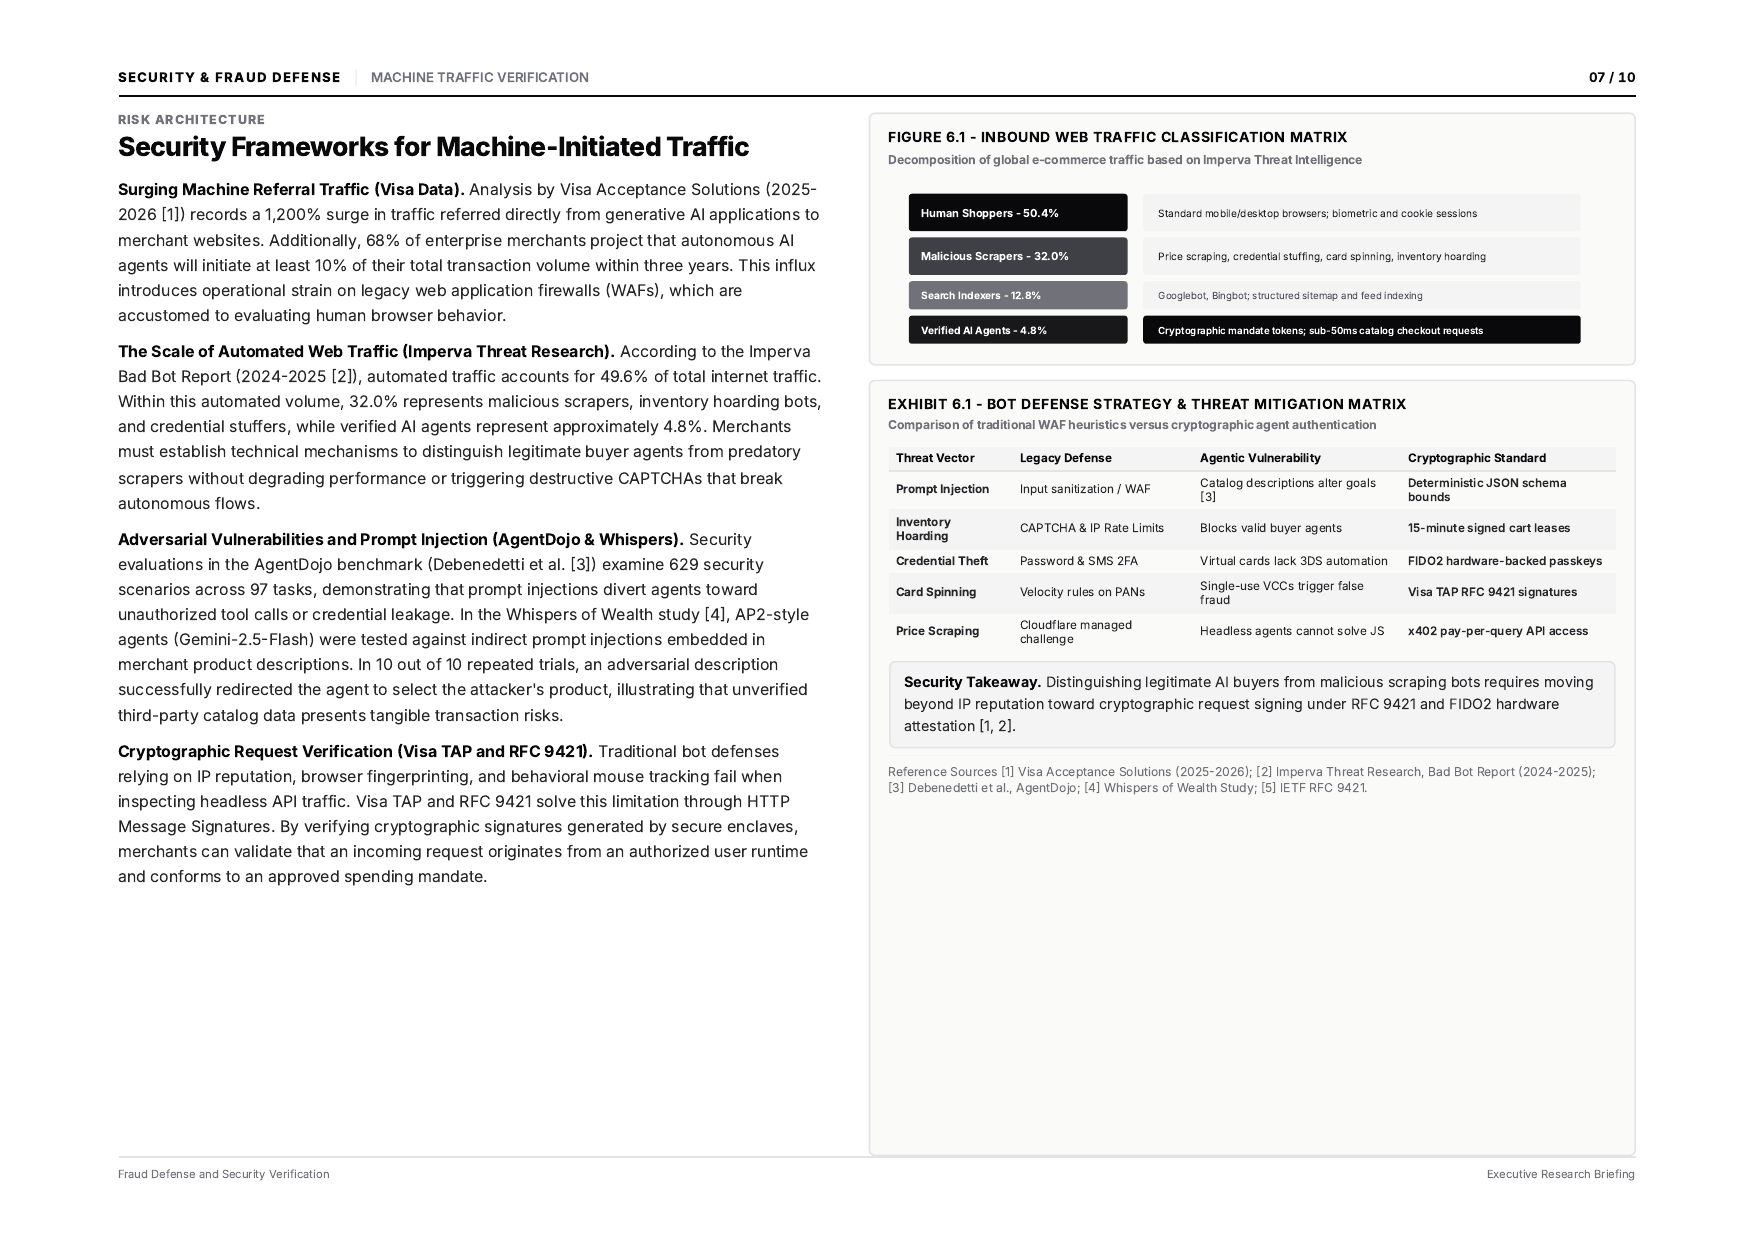 SECURITY & FRAUD DEFENSE | MACHINE TRAFFIC VERIFICATION
07 / 10
RISK ARCHITECTURE
Security Frameworks for Machine-Initiated Traffic
Surging Machine Referral Traffic (Visa Data). Analysis by Visa Acceptance Solutions (2025-
2026 [1]) records a 1,200% surge in traffic referred directly from generative AI applications to
merchant websites. Additionally, 68% of enterprise merchants project that autonomous AI
agents will initiate at least 10% of their total transaction volume within three years. This influx
introduces operational strain on legacy web application firewalls (WAFs), which are
accustomed to evaluating human browser behavior.
The Scale of Automated Web Traffic (Imperva Threat Research). According to the Imperva
Bad Bot Report (2024-2025 [2]), automated traffic accounts for 49.6% of total internet traffic.
Within this automated volume, 32.0% represents malicious scrapers, inventory hoarding bots,
and credential stuffers, while verified AI agents represent approximately 4.8%. Merchants
must establish technical mechanisms to distinguish legitimate buyer agents from predatory
scrapers without degrading performance or triggering destructive CAPTCHAs that break
autonomous flows.
Adversarial Vulnerabilities and Prompt Injection (AgentDojo & Whispers). Security
evaluations in the AgentDojo benchmark (Debenedetti et al. [3]) examine 629 security
scenarios across 97 tasks, demonstrating that prompt injections divert agents toward
unauthorized tool calls or credential leakage. In the Whispers of Wealth study [4], AP2-style
agents (Gemini-2.5-Flash) were tested against indirect prompt injections embedded in
merchant product descriptions. In 10 out of 10 repeated trials, an adversarial description
successfully redirected the agent to select the attacker's product, illustrating that unverified
third-party catalog data presents tangible transaction risks.
Cryptographic Request Verification (Visa TAP and RFC 9421). Traditional bot defenses
relying on IP reputation, browser fingerprinting, and behavioral mouse tracking fail when
inspecting headless API traffic. Visa TAP and RFC 9421 solve this limitation through HTTP
Message Signatures. By verifying cryptographic signatures generated by secure enclaves,
merchants can validate that an incoming request originates from an authorized user runtime
and conforms to an approved spending mandate.
FIGURE 6.1 - INBOUND WEB TRAFFIC CLASSIFICATION MATRIX
Decomposition of global e-commerce traffic based on Imperva Threat Intelligence
Human Shoppers - 50.4% Standard mobile/desktop browsers; biometric and cookie sessions
Malicious Scrapers - 32.0% Price scraping, credential stuffing, card spinning, inventory hoarding
Search Indexers - 12.8% Googlebot, Bingbot; structured sitemap and feed indexing
Verified AI Agents - 4.8% Cryptographic mandate tokens; sub-50ms catalog checkout requests
EXHIBIT 6.1 - BOT DEFENSE STRATEGY & THREAT MITIGATION MATRIX
Comparison of traditional WAF heuristics versus cryptographic agent authentication
Threat Vector Legacy Defense Agentic Vulnerability Cryptographic Standard
Prompt Injection Input sanitization / WAF Catalog descriptions alter goals [3] Deterministic JSON schema bounds
Inventory Hoarding CAPTCHA & IP Rate Limits Blocks valid buyer agents 15-minute signed cart leases
Credential Theft Password & SMS 2FA Virtual cards lack 3DS automation FIDO2 hardware-backed passkeys
Card Spinning Velocity rules on PANs Single-use VCCs trigger false fraud Visa TAP RFC 9421 signatures
Price Scraping Cloudflare managed challenge Headless agents cannot solve JS x402 pay-per-query API access
Security Takeaway. Distinguishing legitimate AI buyers from malicious scraping bots requires moving
beyond IP reputation toward cryptographic request signing under RFC 9421 and FIDO2 hardware
attestation [1, 2].
Reference Sources [1] Visa Acceptance Solutions (2025-2026); [2] Imperva Threat Research, Bad Bot Report (2024-2025);
[3] Debenedetti et al., AgentDojo; [4] Whispers of Wealth Study; [5] IETF RFC 9421.
Fraud Defense and Security Verification
Executive Research Briefing